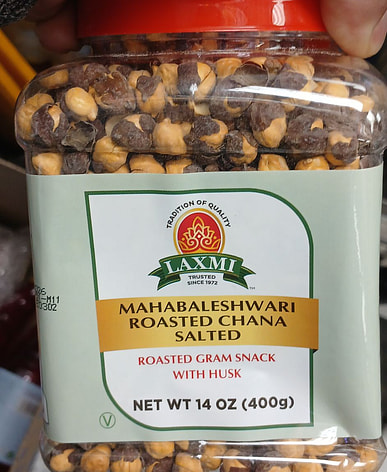 TRADITION OF QUALITY
LAXMI
TRUSTED
SINCE 1972
MAHABALESHWARI
ROASTED CHANA
SALTED
ROASTED GRAM SNACK
WITH HUSK
NET WT 14 OZ (400g)
V